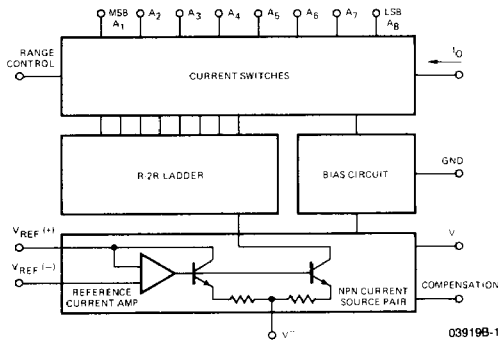 MSB A1 A2 A3 A4 A5 A6 A7 LSB A8
RANGE CONTROL
CURRENT SWITCHES
IO
R-2R LADDER
BIAS CIRCUIT
GND
VREF (+)
VREF (−)
REFERENCE CURRENT AMP
NPN CURRENT SOURCE PAIR
V
COMPENSATION
V−
03919B-1